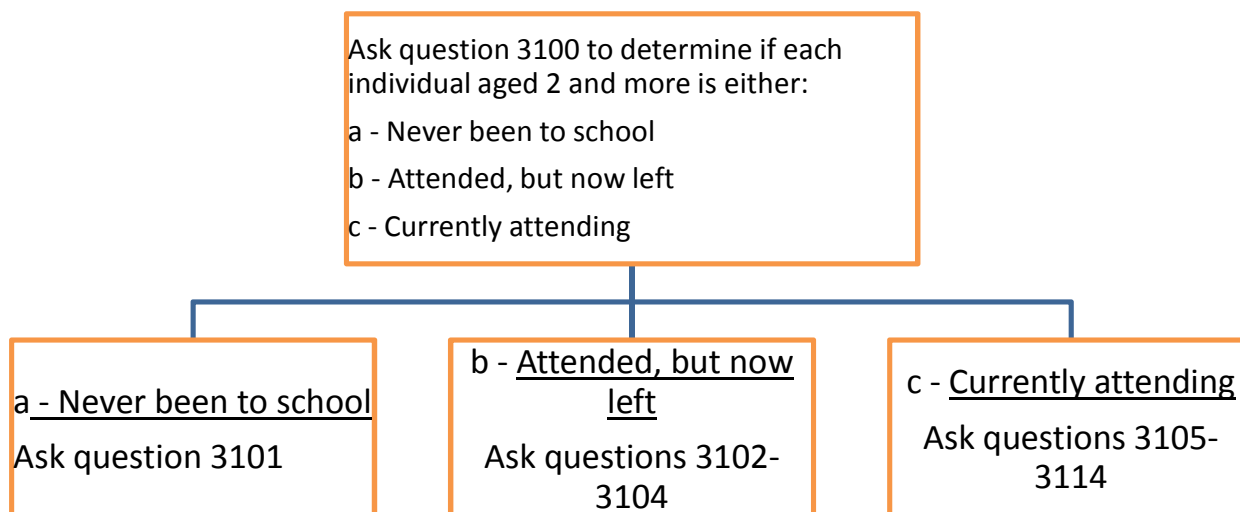 Ask question 3100 to determine if each
individual aged 2 and more is either:
a - Never been to school
b - Attended, but now left
c - Currently attending
a - Never been to school
Ask question 3101
b - Attended, but now
left
Ask questions 3102-
3104
c - Currently attending
Ask questions 3105-
3114